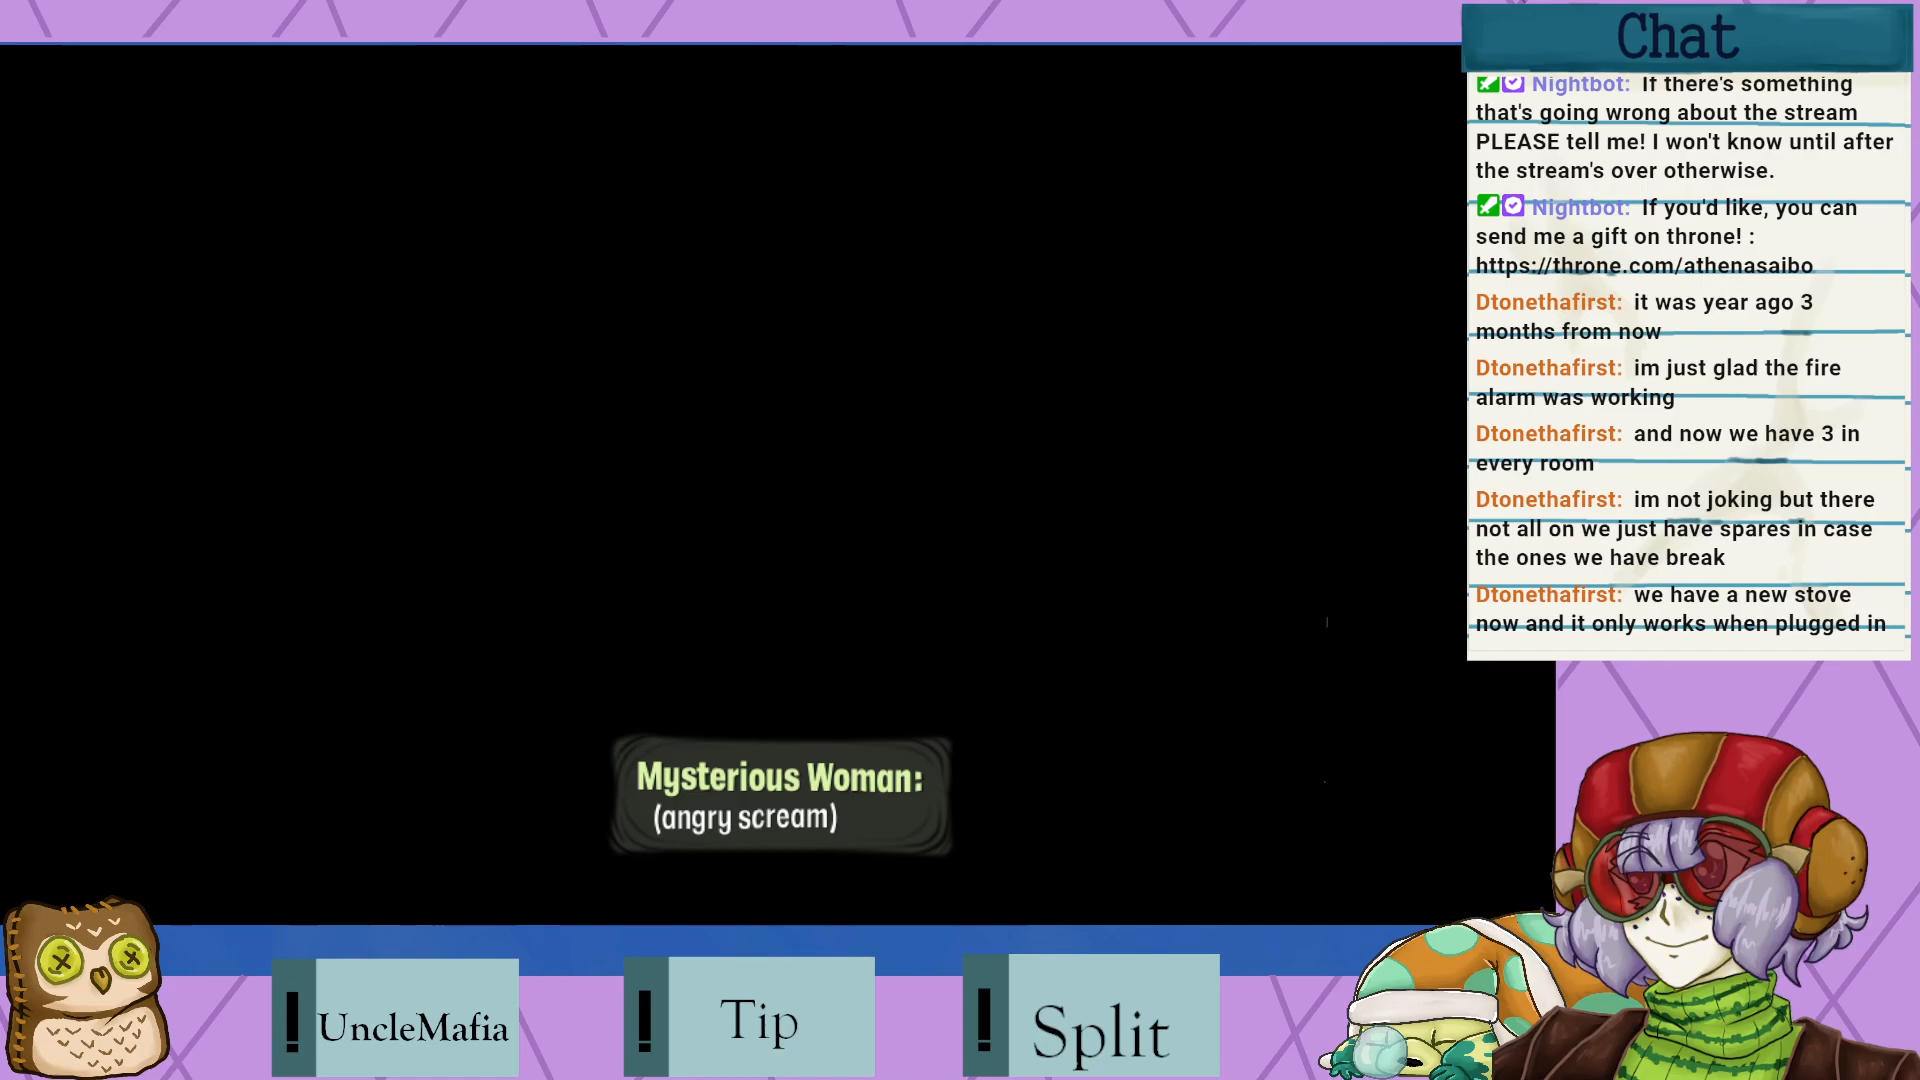 Chat
Nightbot: If there's something
that's going wrong about the stream
PLEASE tell me! I won't know until after
the stream's over otherwise.
Nightbot: If you'd like, you can
send me a gift on throne! :
https://throne.com/athenasaibo
Dtonethafirst: it was year ago 3
months from now
Dtonethafirst: im just glad the fire
alarm was working
Dtonethafirst: and now we have 3 in
every room
Dtonethafirst: im not joking but there
not all on we just have spares in case
the ones we have break
Dtonethafirst: we have a new stove
now and it only works when plugged in
Mysterious Woman:
(angry scream)
! UncleMafia
! Tip
! Split